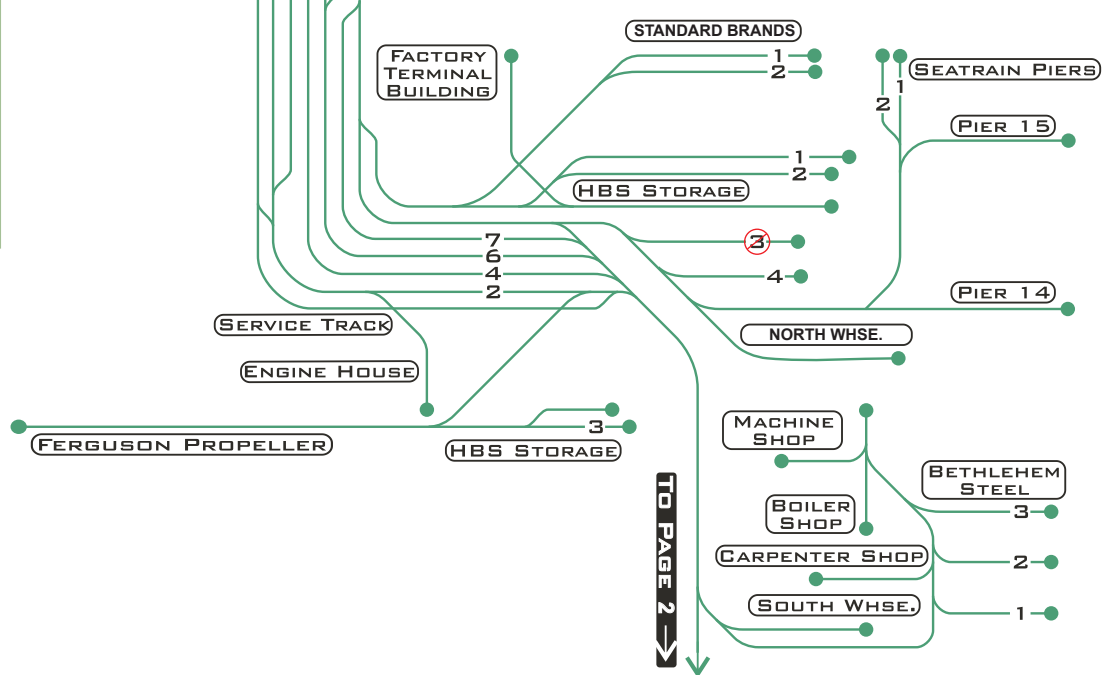 STANDARD BRANDS
1
2
FACTORY
TERMINAL
BUILDING
SEATRAIN PIERS
1
2
PIER 15
1
2
HBS STORAGE
3
4
7
6
4
2
PIER 14
SERVICE TRACK
NORTH WHSE.
ENGINE HOUSE
FERGUSON PROPELLER
3
HBS STORAGE
MACHINE
SHOP
BETHLEHEM
STEEL
3
BOILER
SHOP
CARPENTER SHOP
2
SOUTH WHSE.
1
TO PAGE 2